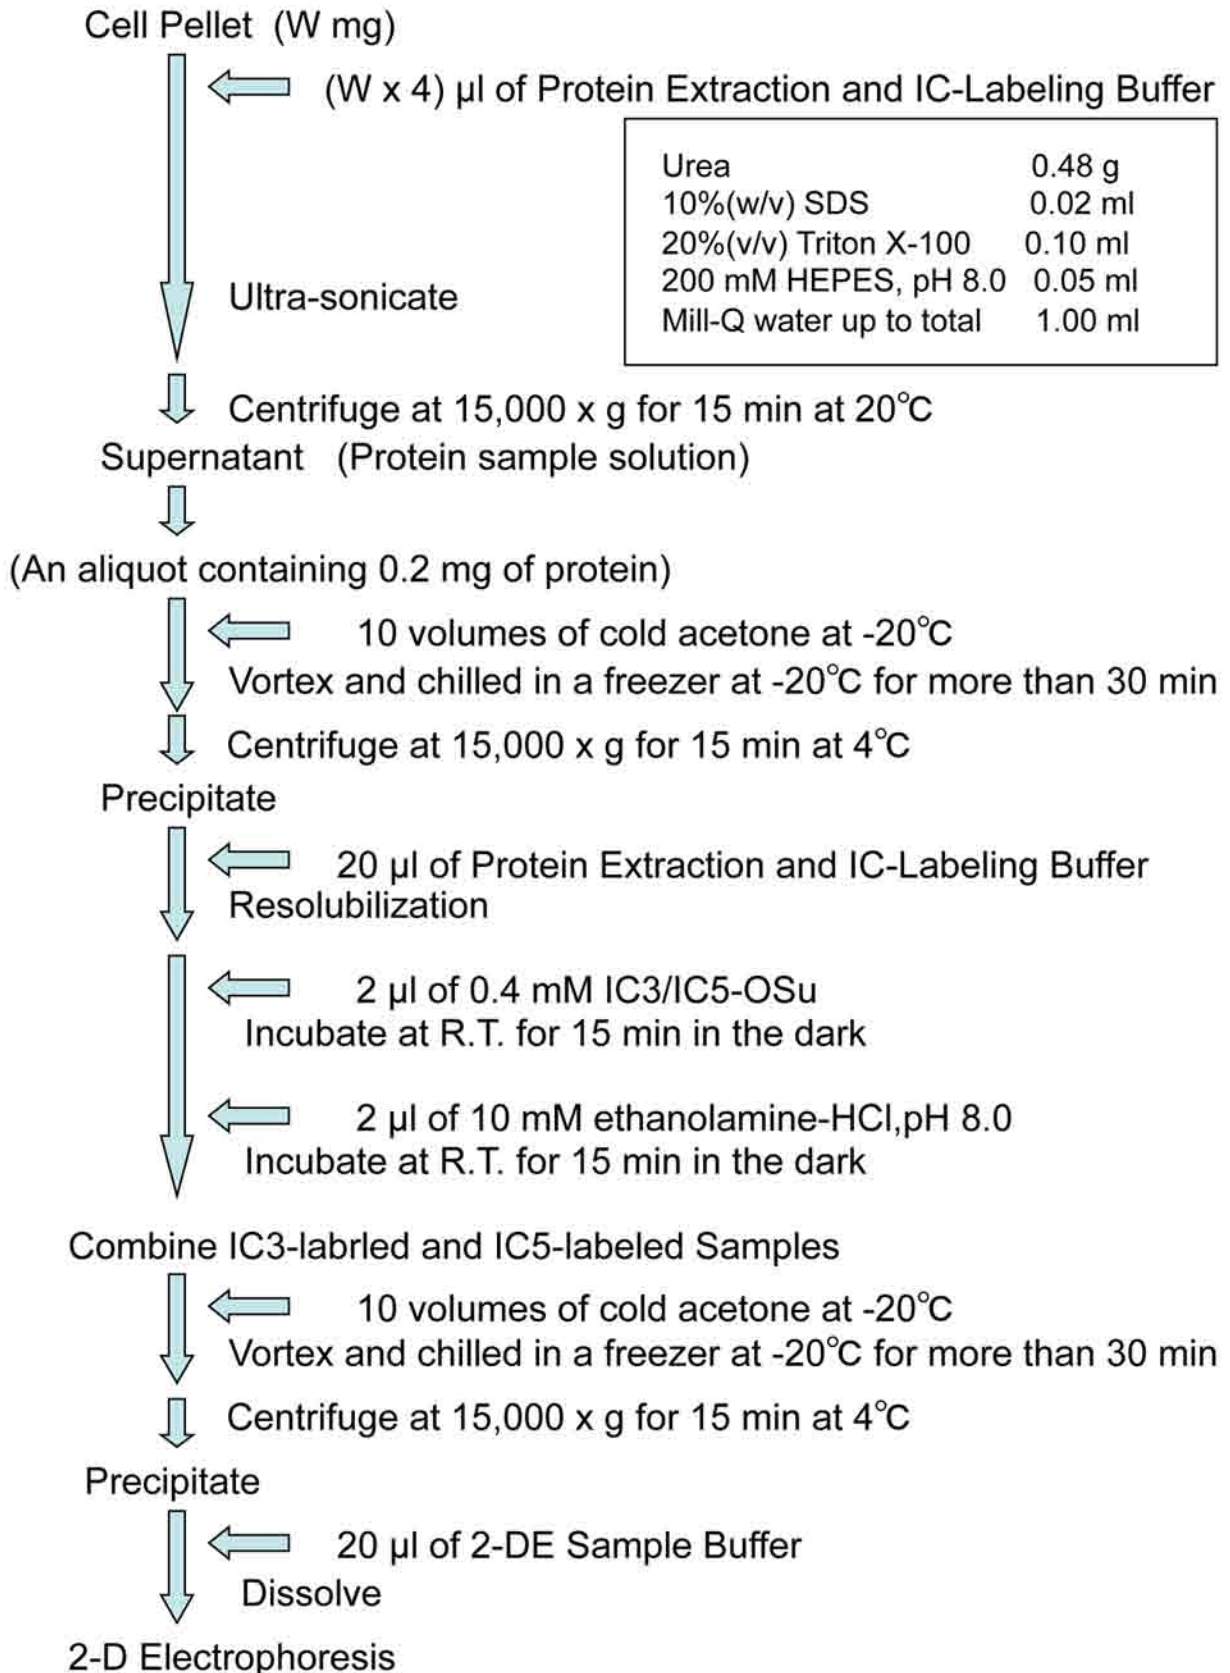 Cell Pellet (W mg)
(W x 4) µl of Protein Extraction and IC-Labeling Buffer
Urea 0.48 g
10%(w/v) SDS 0.02 ml
20%(v/v) Triton X-100 0.10 ml
200 mM HEPES, pH 8.0 0.05 ml
Mill-Q water up to total 1.00 ml
Ultra-sonicate
Centrifuge at 15,000 x g for 15 min at 20℃
Supernatant (Protein sample solution)
(An aliquot containing 0.2 mg of protein)
10 volumes of cold acetone at -20℃
Vortex and chilled in a freezer at -20℃ for more than 30 min
Centrifuge at 15,000 x g for 15 min at 4℃
Precipitate
20 µl of Protein Extraction and IC-Labeling Buffer
Resolubilization
2 µl of 0.4 mM IC3/IC5-OSu
Incubate at R.T. for 15 min in the dark
2 µl of 10 mM ethanolamine-HCl,pH 8.0
Incubate at R.T. for 15 min in the dark
Combine IC3-labrled and IC5-labeled Samples
10 volumes of cold acetone at -20℃
Vortex and chilled in a freezer at -20℃ for more than 30 min
Centrifuge at 15,000 x g for 15 min at 4℃
Precipitate
20 µl of 2-DE Sample Buffer
Dissolve
2-D Electrophoresis